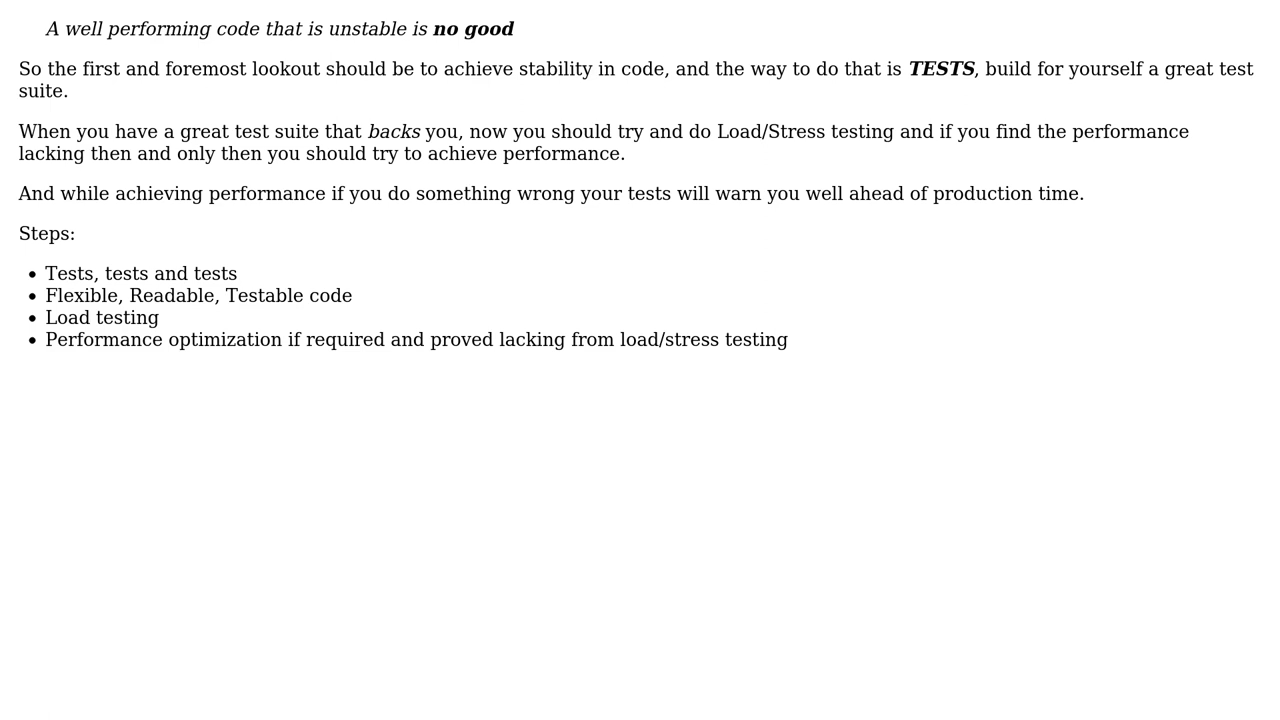 A well performing code that is unstable is no good
So the first and foremost lookout should be to achieve stability in code, and the way to do that is TESTS, build for yourself a great test
suite.
When you have a great test suite that backs you, now you should try and do Load/Stress testing and if you find the performance
lacking then and only then you should try to achieve performance.
And while achieving performance if you do something wrong your tests will warn you well ahead of production time.
Steps:
• Tests, tests and tests
• Flexible, Readable, Testable code
• Load testing
• Performance optimization if required and proved lacking from load/stress testing